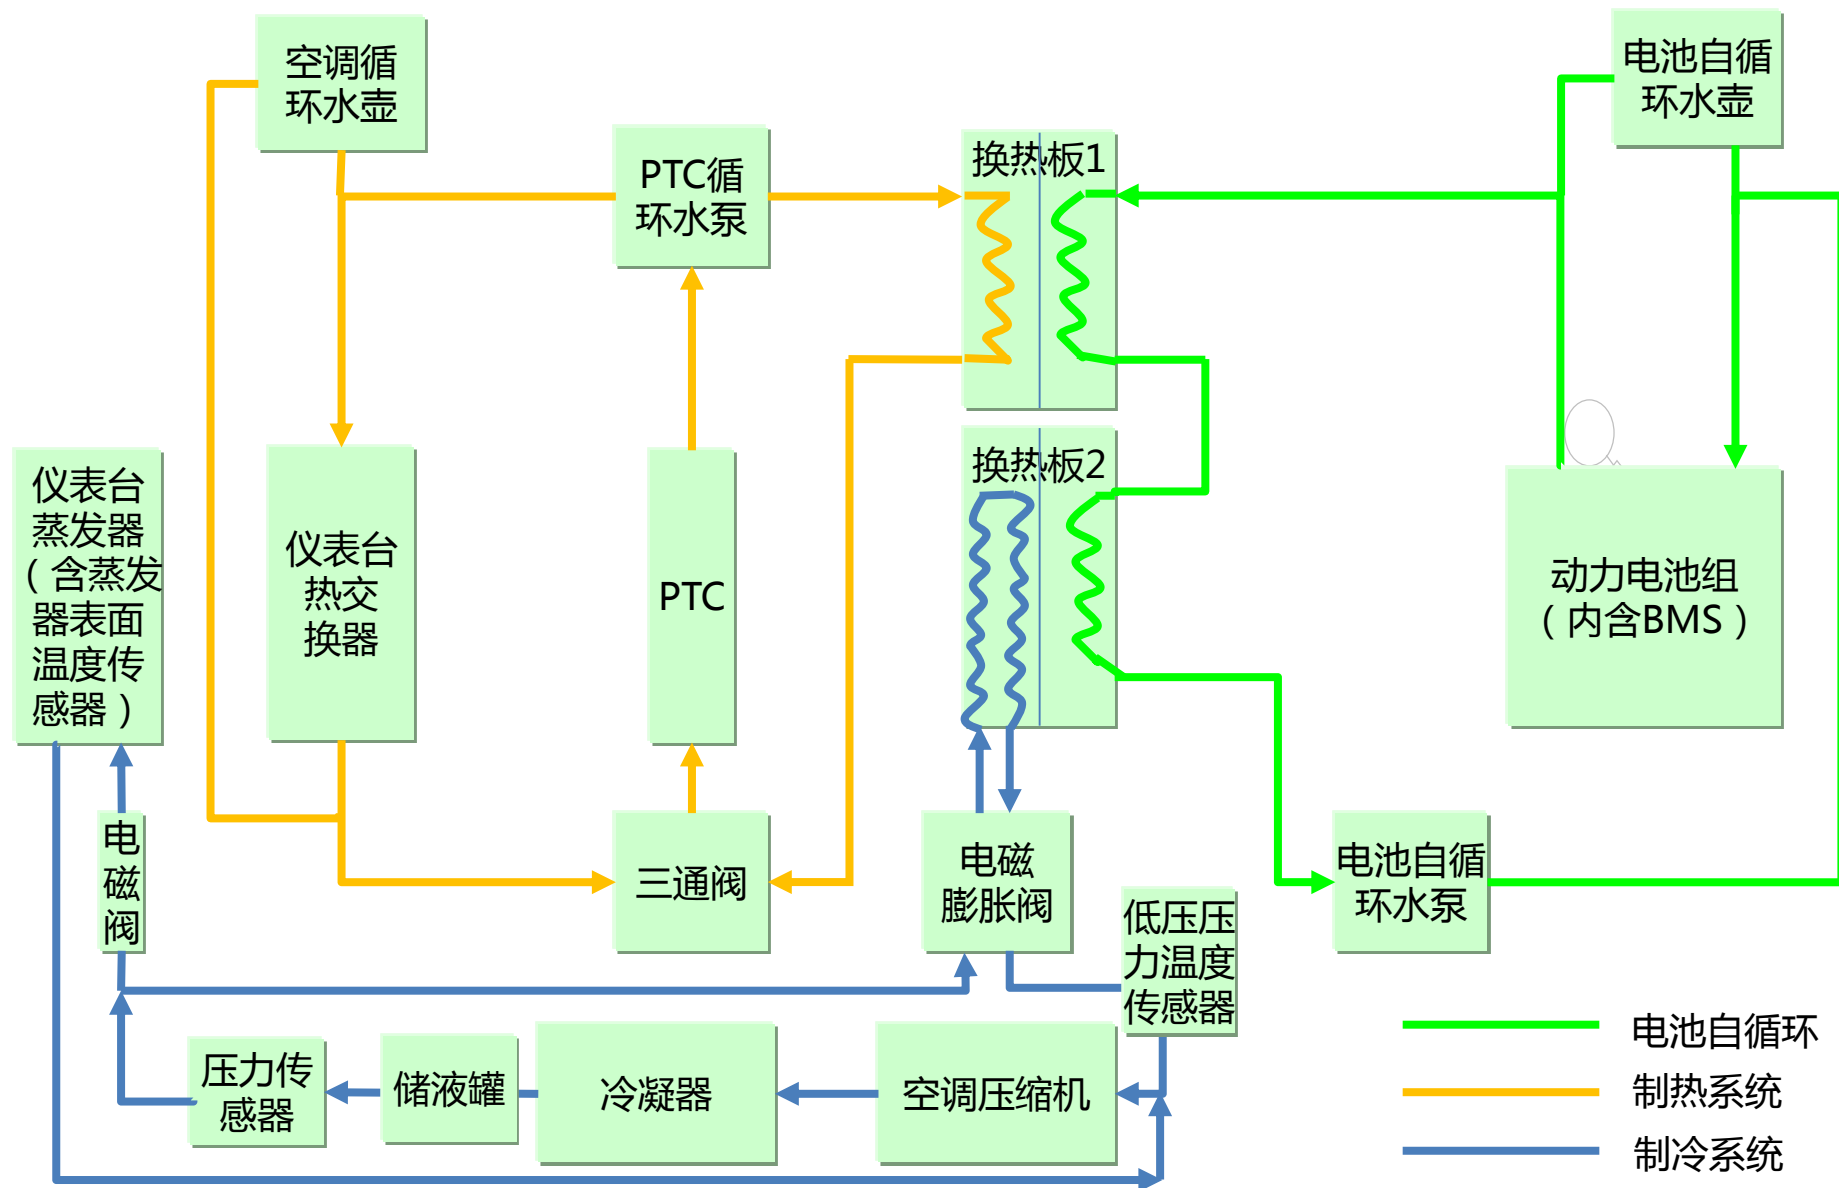 空调循
环水壶
电池自循
环水壶
PTC循
环水泵
换热板1
换热板2
仪表台
蒸发器
（含蒸发
器表面
温度传
感器）
仪表台
热交
换器
PTC
动力电池组
（内含BMS）
电
磁
阀
三通阀
电磁
膨胀阀
低压压
力温度
传感器
电池自循
环水泵
压力传
感器
储液罐
冷凝器
空调压缩机
电池自循环
制热系统
制冷系统